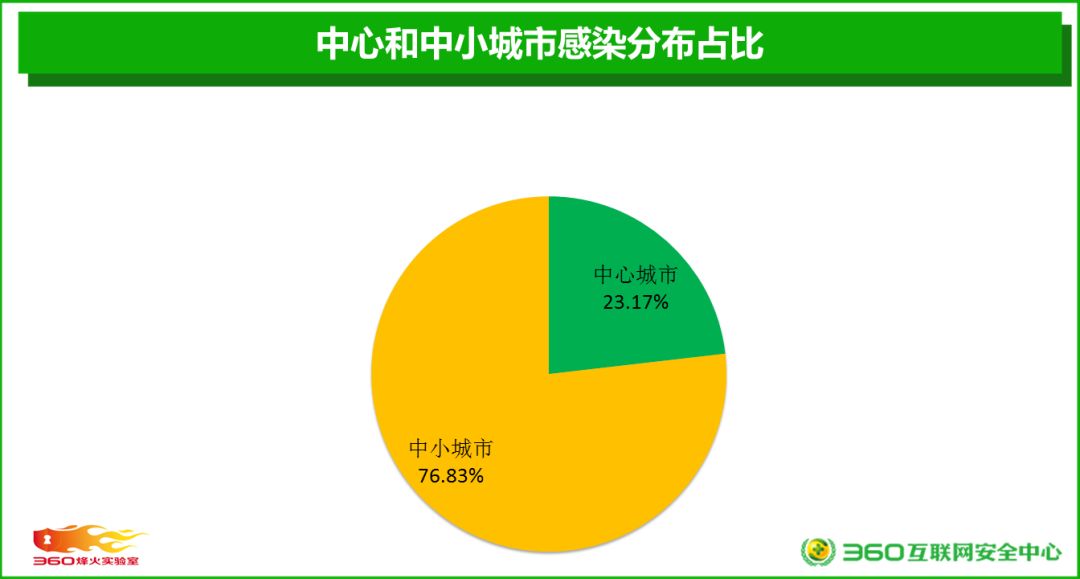 中心和中小城市感染分布占比
中心城市
23.17%
中小城市
76.83%
360烽火实验室
360互联网安全中心